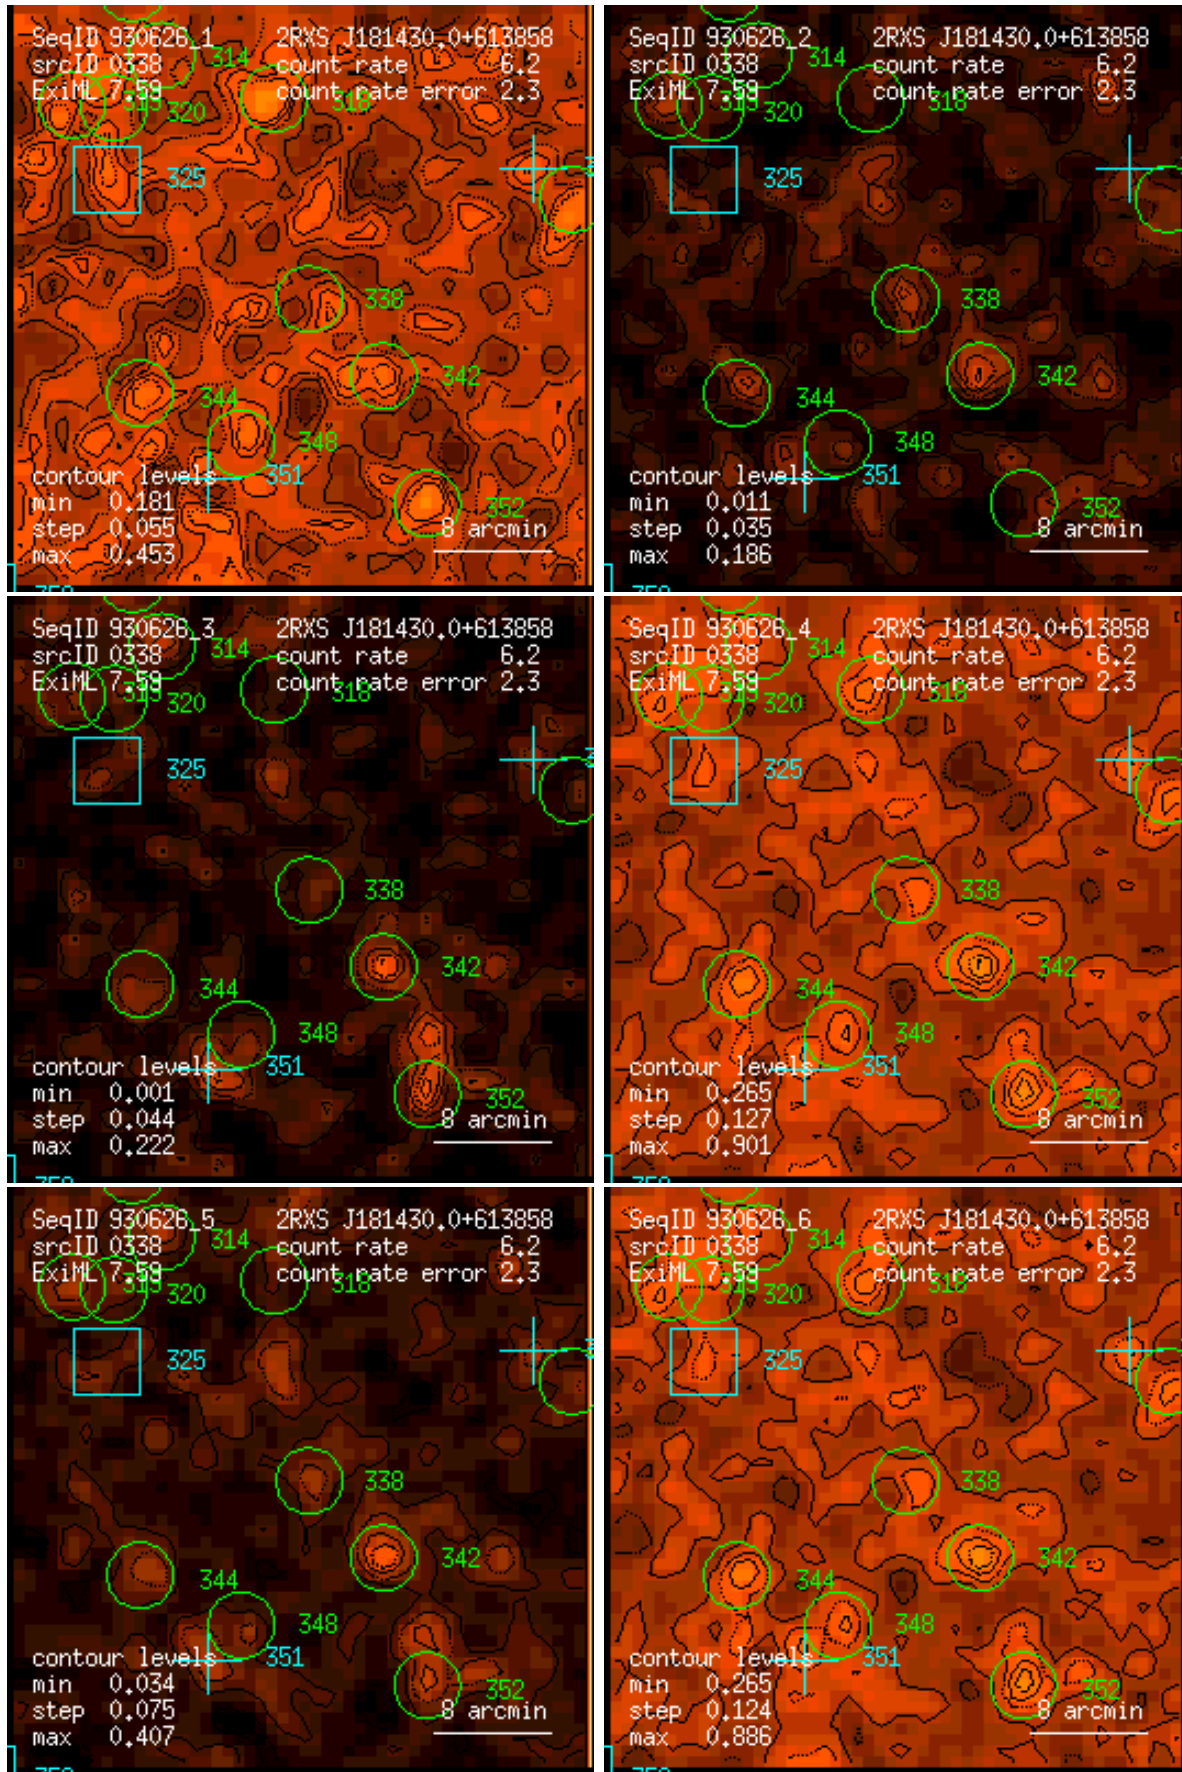 SeqID 930626_1 2RXS J181430.0+613858
srcID 0338 314 count rate 6.2
ExiML 7.59 320 318 count rate error 2.3
325
338
342
344
348
contour levels 351
min 0.181
step 0.055 352
max 0.453 8 arcmin
SeqID 930626_2 2RXS J181430.0+613858
srcID 0338 314 count rate 6.2
ExiML 7.59 320 318 count rate error 2.3
325
338
342
344
348
contour levels 351
min 0.011
step 0.035 352
max 0.186 8 arcmin
SeqID 930626_3 2RXS J181430.0+613858
srcID 0338 314 count rate 6.2
ExiML 7.59 320 318 count rate error 2.3
325
338
342
344
348
contour levels 351
min 0.001
step 0.044 352
max 0.222 8 arcmin
SeqID 930626_4 2RXS J181430.0+613858
srcID 0338 314 count rate 6.2
ExiML 7.59 320 318 count rate error 2.3
325
338
342
344
348
contour levels 351
min 0.265
step 0.127 352
max 0.901 8 arcmin
SeqID 930626_5 2RXS J181430.0+613858
srcID 0338 314 count rate 6.2
ExiML 7.59 320 318 count rate error 2.3
325
338
342
344
348
contour levels 351
min 0.034
step 0.075 352
max 0.407 8 arcmin
SeqID 930626_6 2RXS J181430.0+613858
srcID 0338 314 count rate 6.2
ExiML 7.59 320 318 count rate error 2.3
325
338
342
344
348
contour levels 351
min 0.265
step 0.124 352
max 0.886 8 arcmin